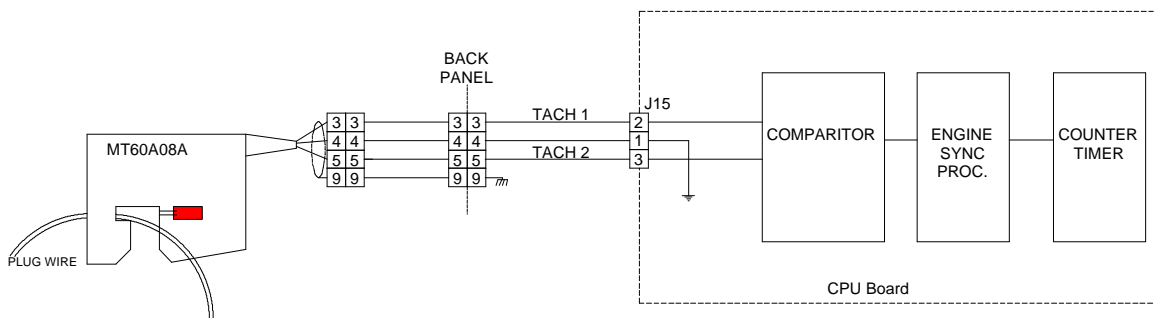 BACK
PANEL
J15
TACH 1
3 3
3 3
2
4 4
4 4
1
TACH 2
5 5
5 5
3
9 9
9 9
MT60A08A
PLUG WIRE
COMPARITOR
ENGINE
SYNC
PROC.
COUNTER
TIMER
CPU Board